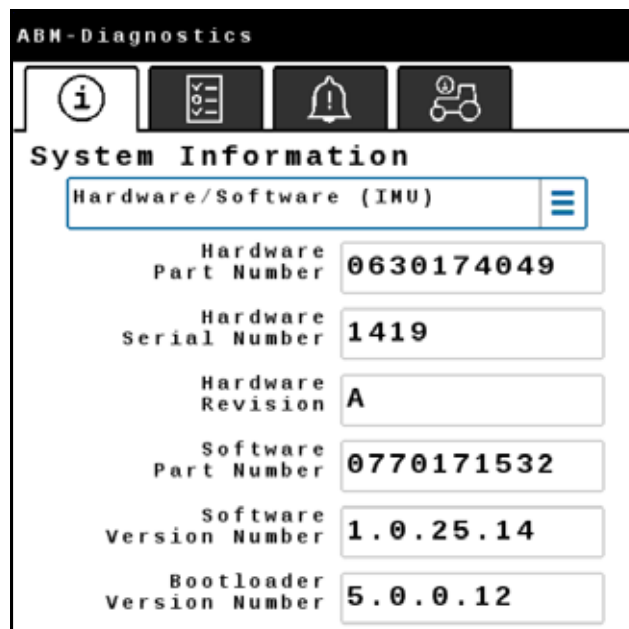 ABM-Diagnostics
System Information
Hardware/Software (IMU)
Hardware
Part Number
0630174049
Hardware
Serial Number
1419
Hardware
Revision
A
Software
Part Number
0770171532
Software
Version Number
1.0.25.14
Bootloader
Version Number
5.0.0.12